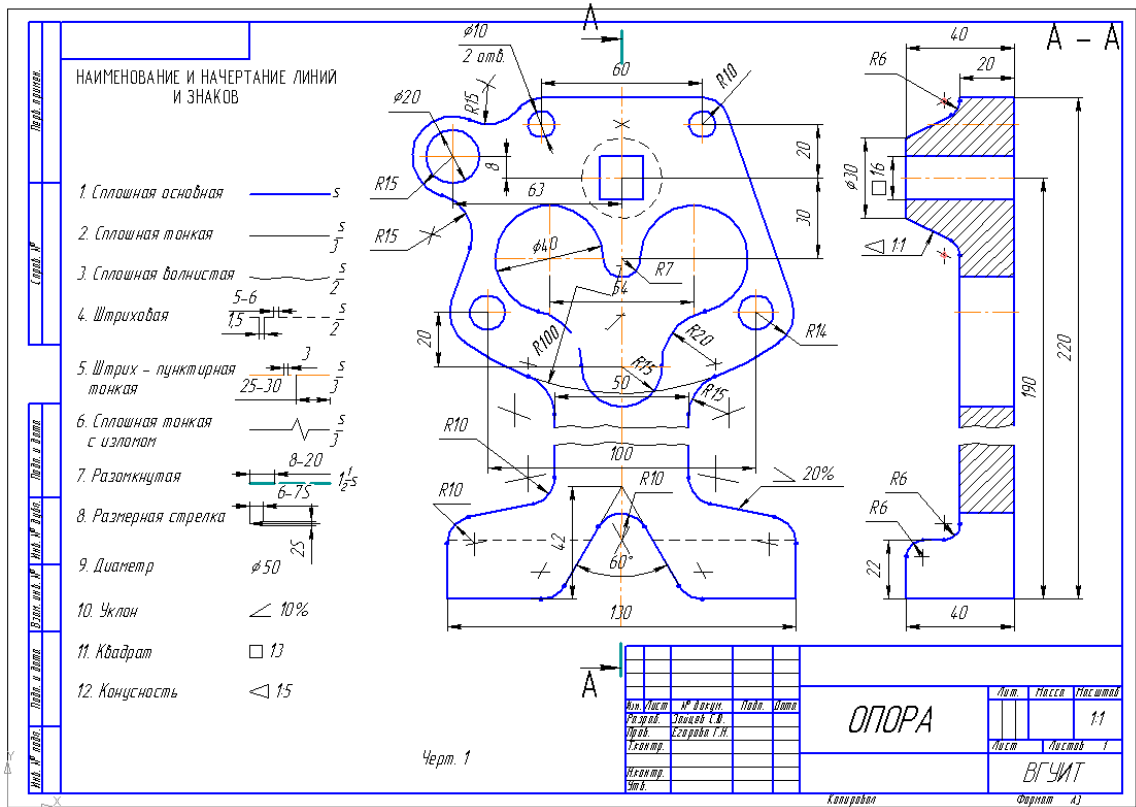 НАИМЕНОВАНИЕ И НАЧЕРТАНИЕ ЛИНИЙ
И ЗНАКОВ
1. Сплошная основная s
2. Сплошная тонкая s/3
3. Сплошная волнистая s/2
4. Штриховая 5-6 1,5 s/2
5. Штрих - пунктирная
тонкая 3 25-30 s/3
6. Сплошная тонкая
с изломом s/3
7. Разомкнутая 8-20 1 1/2 s
8. Размерная стрелка 6-7S 2S
9. Диаметр ⌀50
10. Уклон ∠ 10%
11. Квадрат □ 13
12. Конусность ◁ 1:5
Черт. 1
А
⌀10
2 отв.
60
R10
R15
⌀20
8
63
R15
R15
20
30
⌀40
R7
64
R100
R20
R14
20
R15
50
R15
R10
100
R10
R10
∠ 20%
42
60°
130
А
А - А
40
20
R6
⌀30
□16
◁ 1:1
220
190
R6
R6
22
40
Перв. примен.
Справ. №
Подп. и дата
Инв. № дубл.
Взам. инв. №
Подп. и дата
Инв. № подл.
Изм. Лист № докум. Подп. Дата
Разраб. Зайцев С.В.
Пров. Егорова Г.Н.
Т.контр.
Н.контр.
Утв.
ОПОРА
Лит. Масса Масштаб
1:1
Лист Листов 1
ВГУИТ
Копировал Формат А3
Y
X